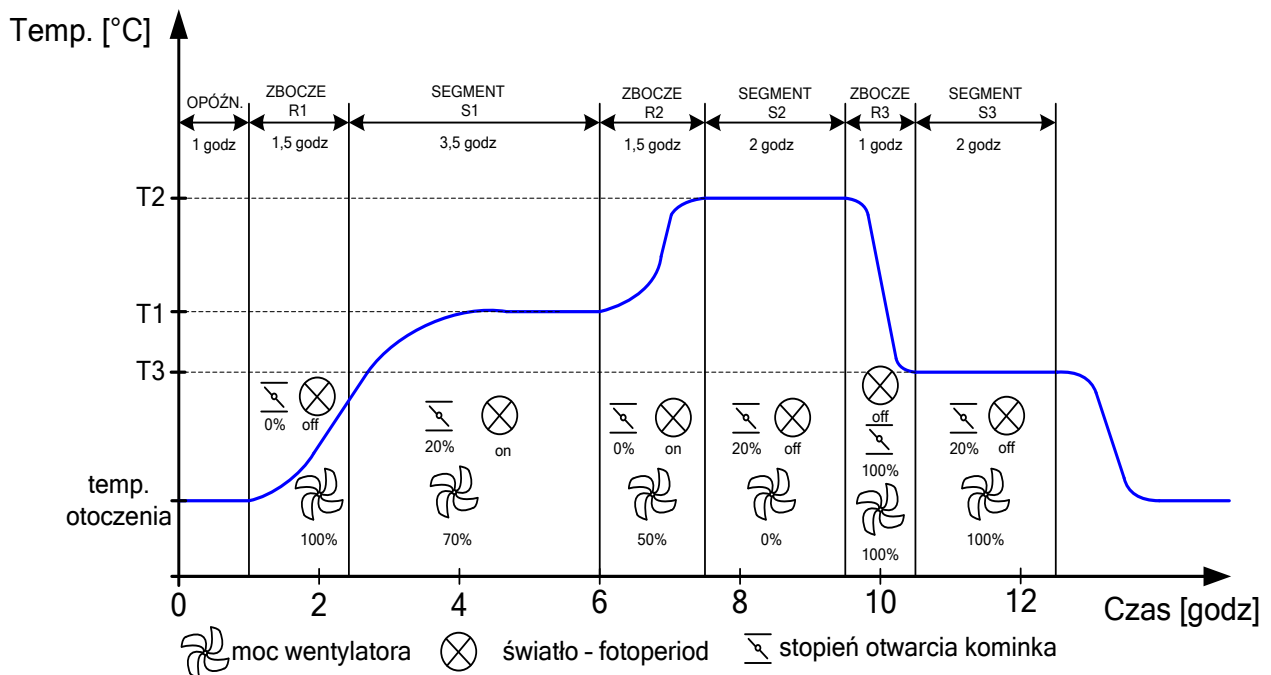 Temp. [°C]
OPÓŹN.
ZBOCZE
R1
SEGMENT
S1
ZBOCZE
R2
SEGMENT
S2
ZBOCZE
R3
SEGMENT
S3
1 godz
1,5 godz
3,5 godz
1,5 godz
2 godz
1 godz
2 godz
T2
T1
T3
temp.
otoczenia
0% off
100%
20% on
70%
0% on
50%
20% off
0%
off
100%
100%
20% off
100%
0 2 4 6 8 10 12
Czas [godz]
moc wentylatora światło - fotoperiod stopień otwarcia kominka